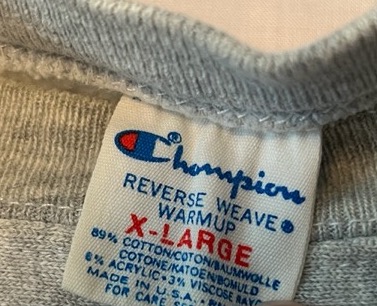 Champion®
REVERSE WEAVE®
WARMUP
X-LARGE
89% COTTON/COTON/BAUMWOLLE
COTONE/KATOEN/BOMULD
8% ACRYLIC • 3% VISCOSE RAY
MADE IN U.S.A.
FOR CARE